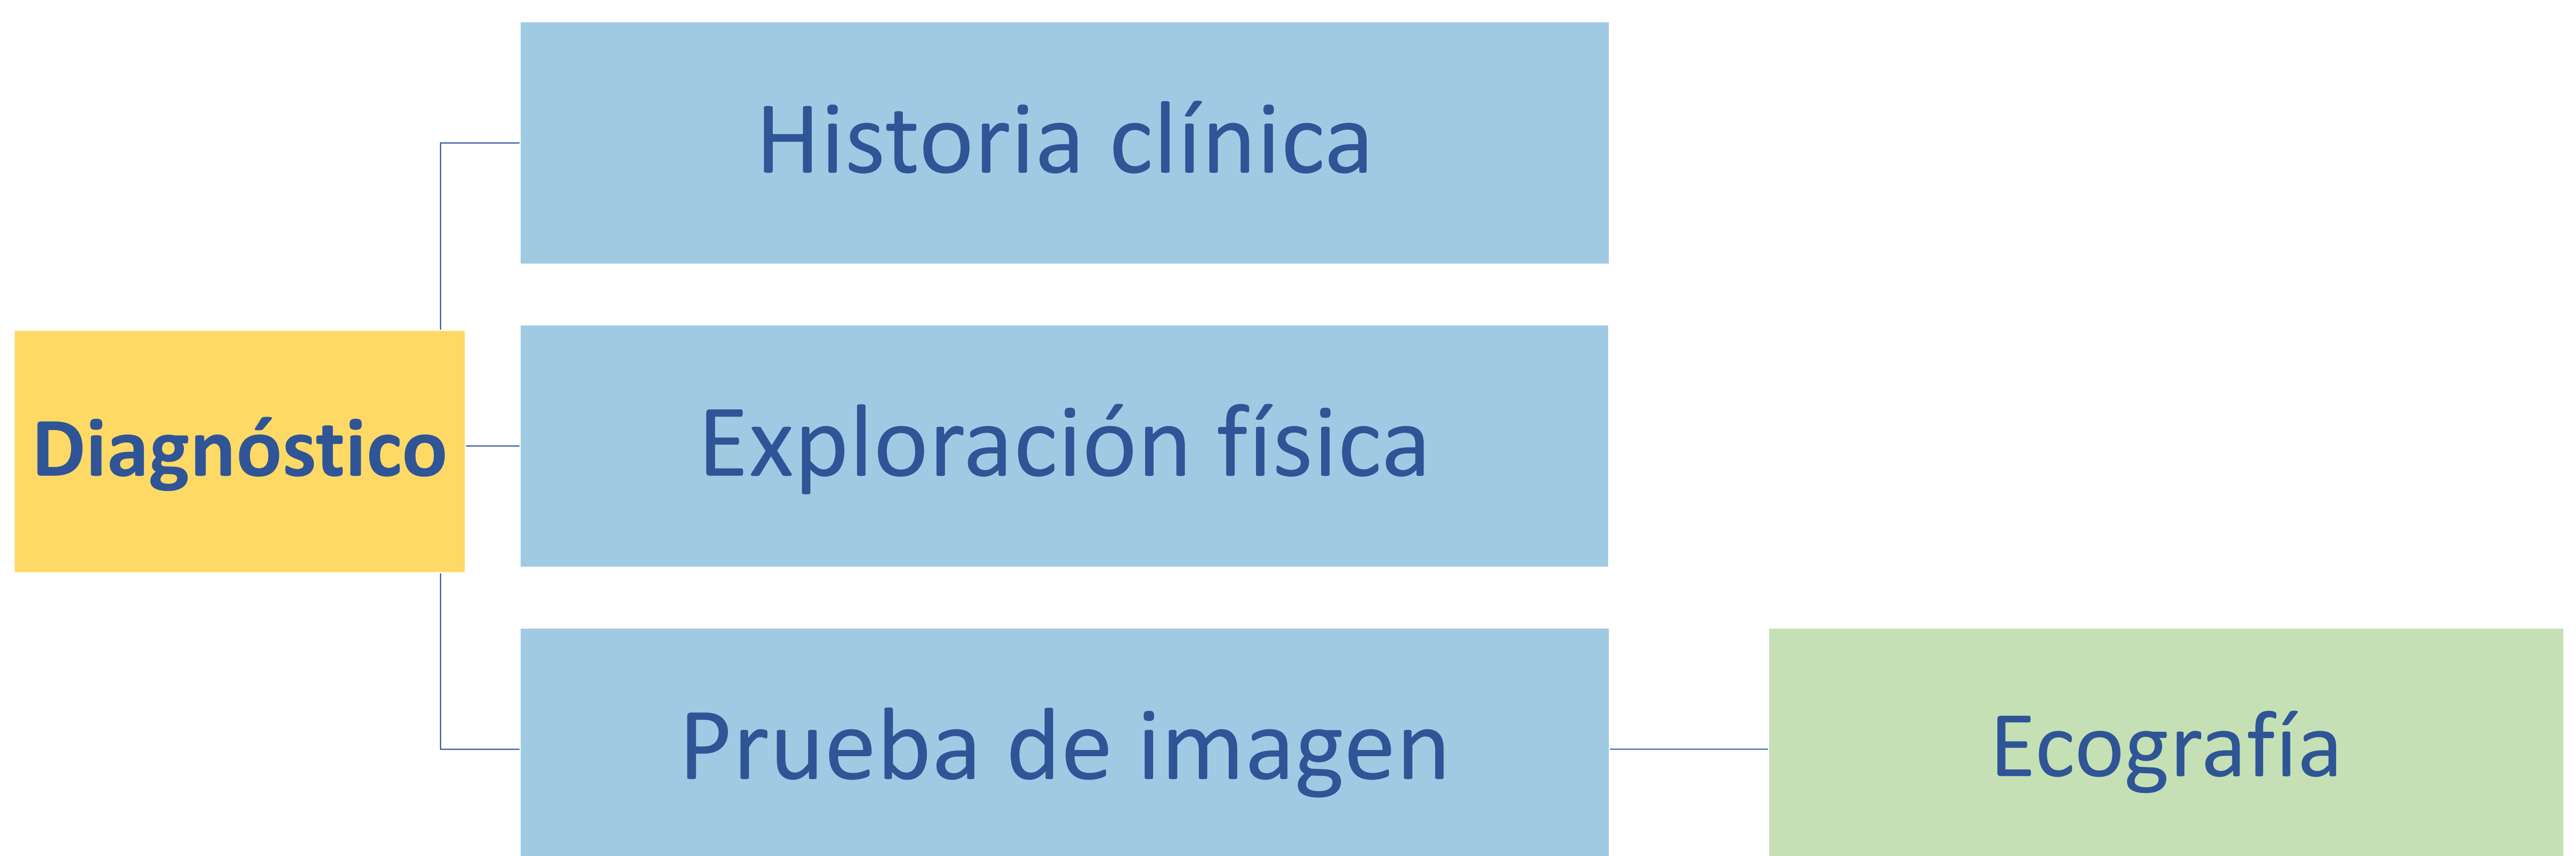 Diagnóstico
Historia clínica
Exploración física
Prueba de imagen
Ecografía